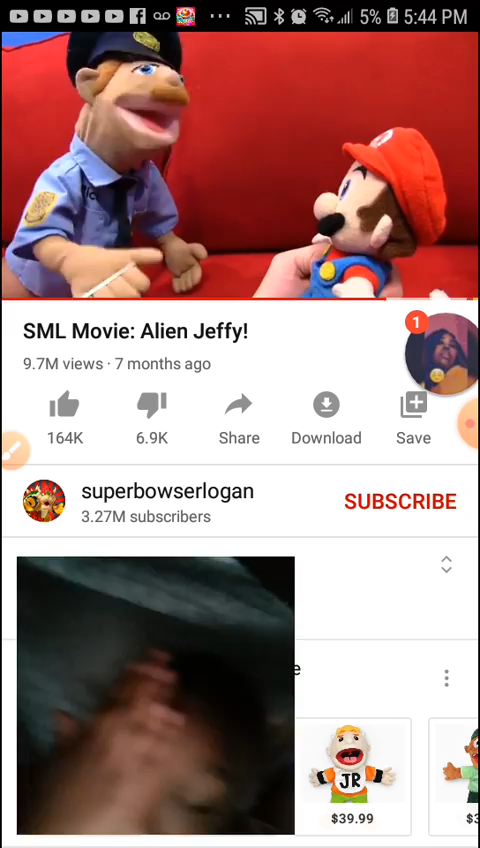 5% 5:44 PM
SML Movie: Alien Jeffy!
1
9.7M views · 7 months ago
164K
6.9K
Share
Download
Save
superbowserlogan
3.27M subscribers
SUBSCRIBE
e
JR
$39.99